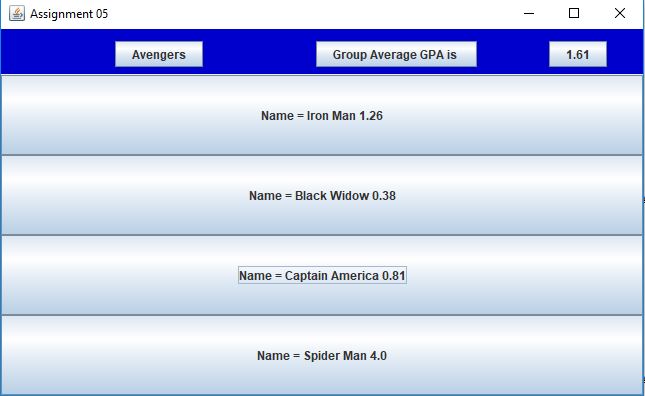 Assignment 05
Avengers Group Average GPA is 1.61
Name = Iron Man 1.26
Name = Black Widow 0.38
Name = Captain America 0.81
Name = Spider Man 4.0